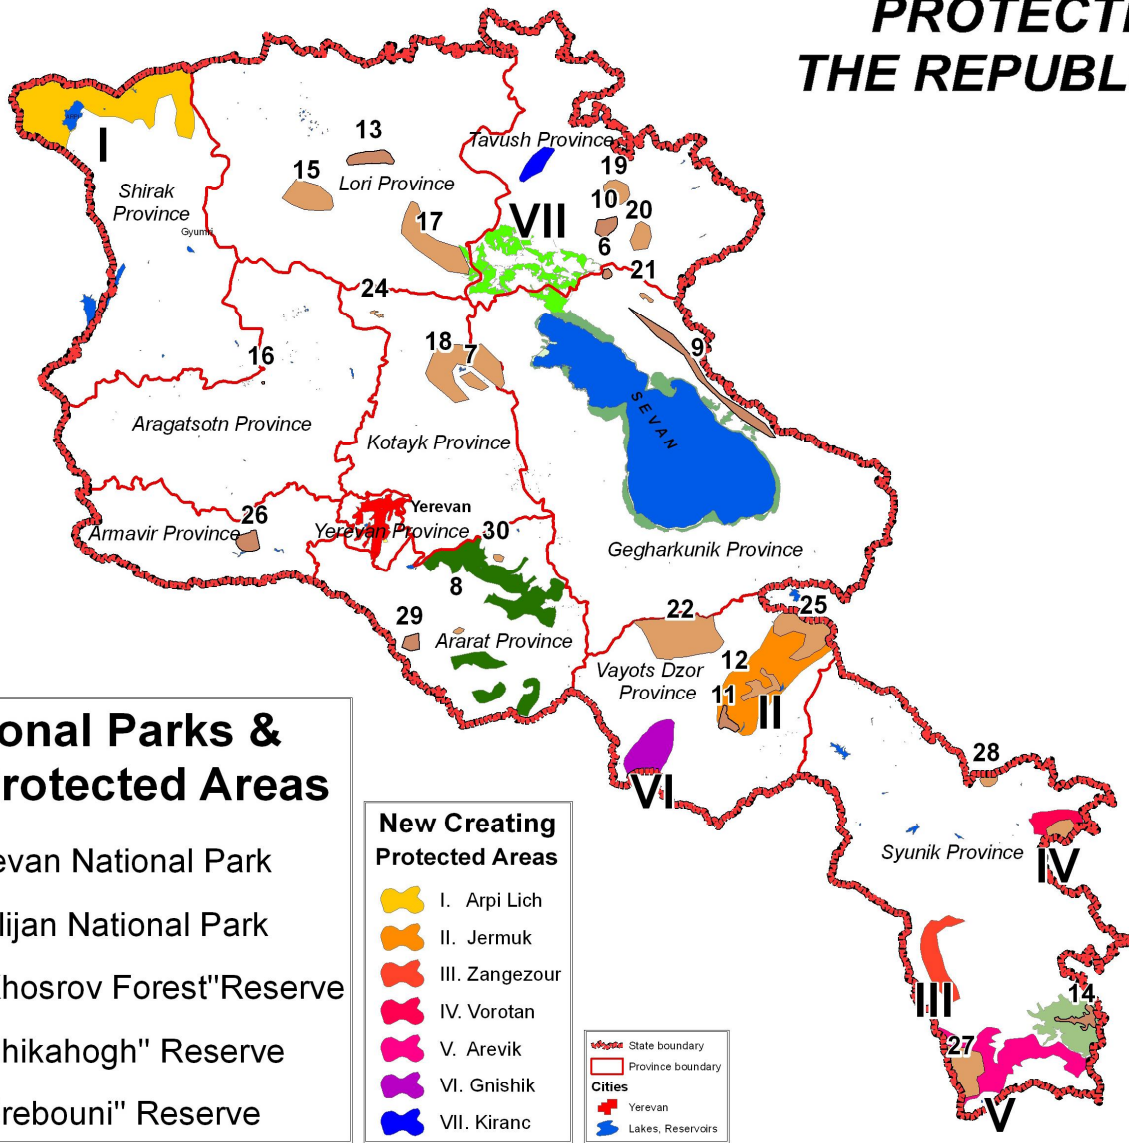 PROTECTI
THE REPUBL
I
13
Tavush Province
15
Lori Province
19
Shirak
Province
10
20
17
VII
Gyumri
6
21
24
16
18
7
9
SEVAN
Aragatsotn Province
Kotayk Province
Yerevan
26
Armavir Province
Yerevan Province
30
Gegharkunik Province
8
29
22
25
Ararat Province
12
Vayots Dzor
Province
11
II
VI
28
Syunik Province
IV
III
14
27
V
onal Parks &
rotected Areas
evan National Park
lijan National Park
hosrov Forest"Reserve
hikahogh" Reserve
rebouni" Reserve
New Creating
Protected Areas
I. Arpi Lich
II. Jermuk
III. Zangezour
IV. Vorotan
V. Arevik
VI. Gnishik
VII. Kiranc
State boundary
Province boundary
Cities
Yerevan
Lakes, Reservoirs